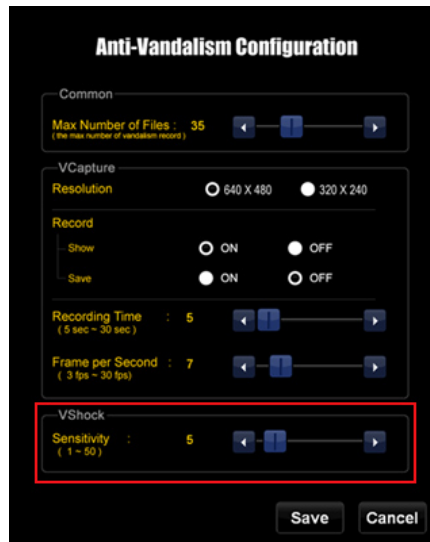 Anti-Vandalism Configuration
Common
Max Number of Files : 35
( the max number of vandalism record )
VCapture
Resolution 640 X 480 320 X 240
Record
Show ON OFF
Save ON OFF
Recording Time : 5
( 5 sec ~ 30 sec )
Frame per Second : 7
( 3 fps ~ 30 fps)
VShock
Sensitivity : 5
( 1 ~ 50 )
Save Cancel